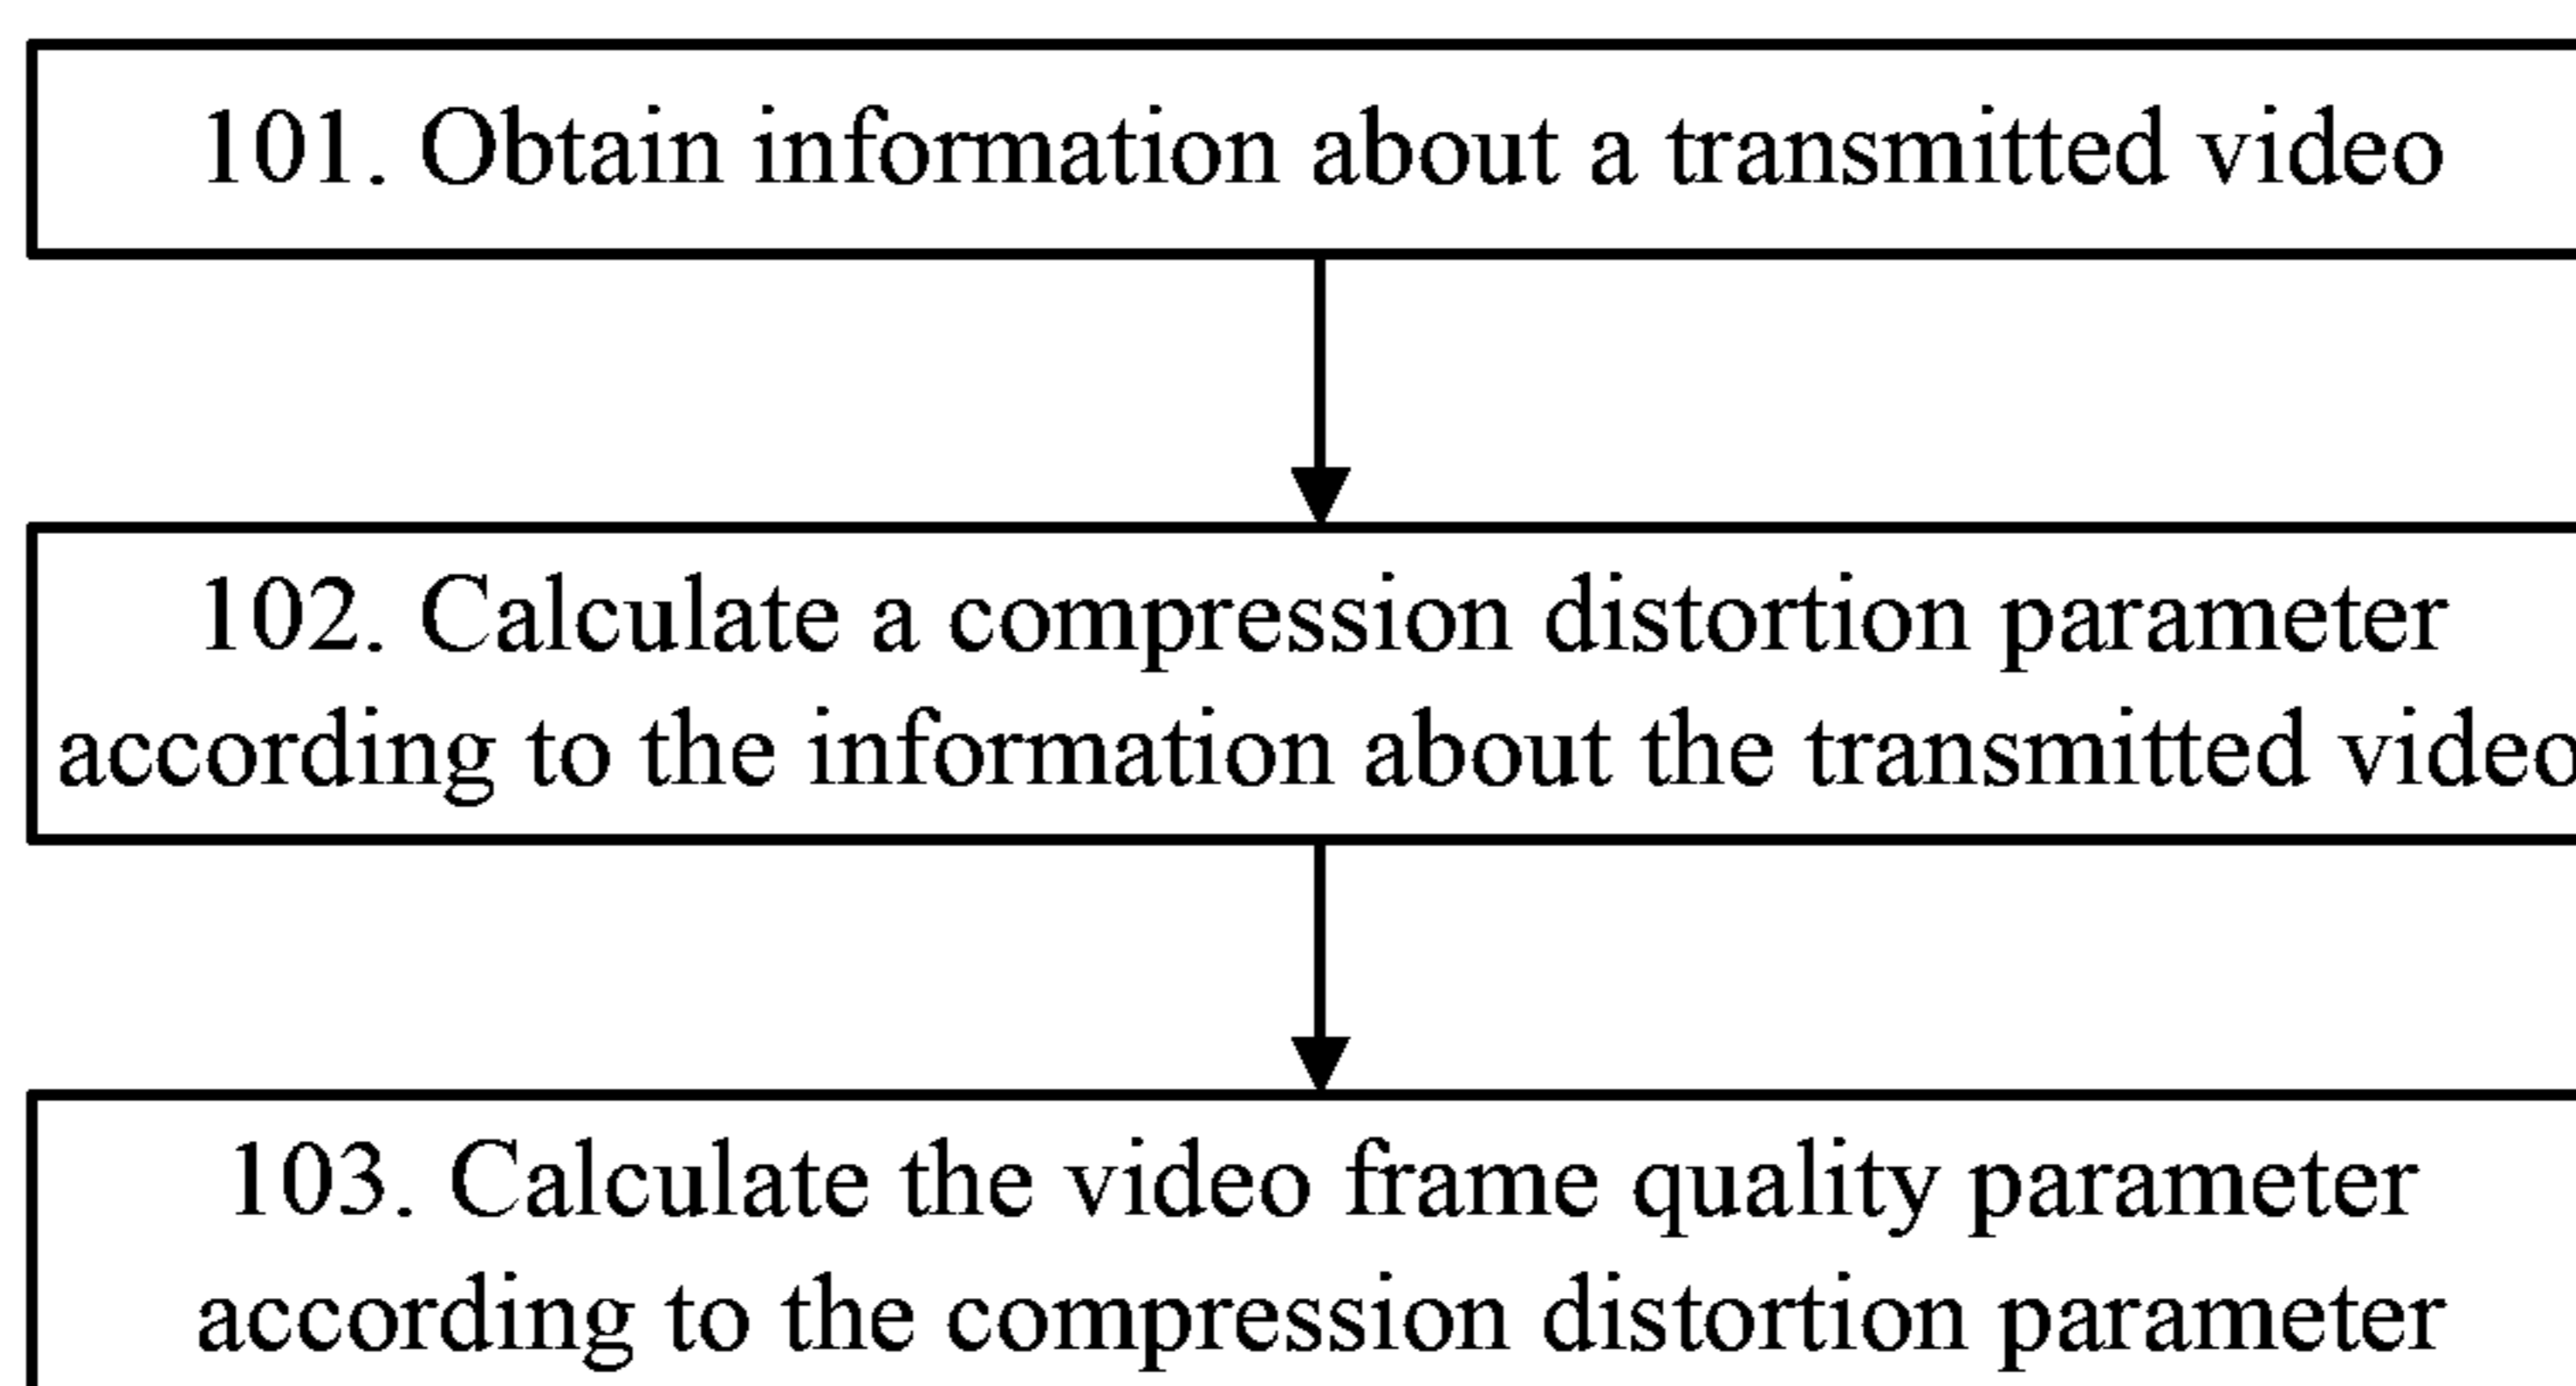 101. Obtain information about a transmitted video
102. Calculate a compression distortion parameter
according to the information about the transmitted video
103. Calculate the video frame quality parameter
according to the compression distortion parameter